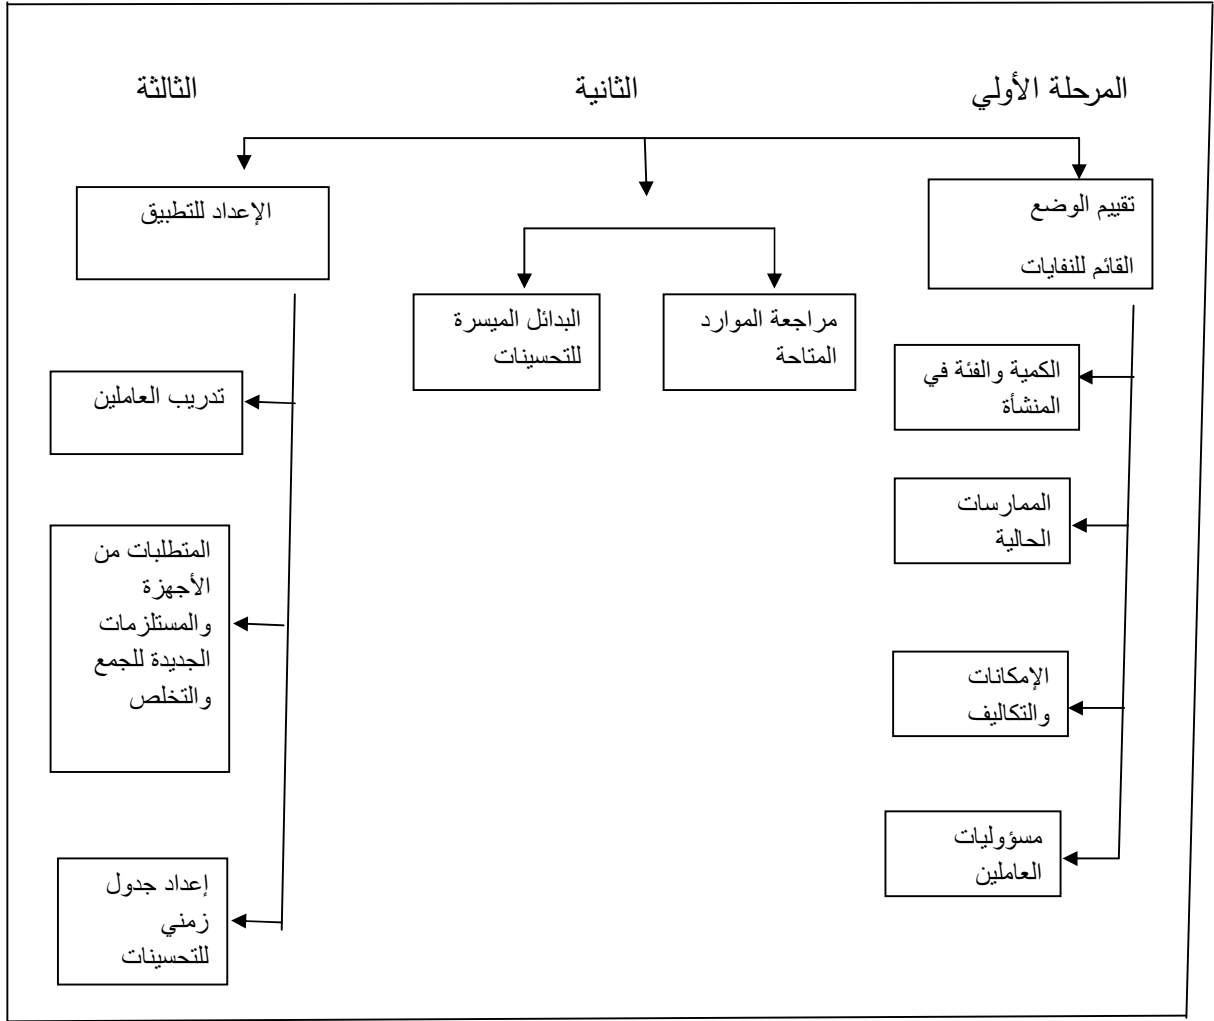 المرحلة الأولي
الثانية
الثالثة
تقييم الوضع
القائم للنفايات
الكمية والفئة في
المنشأة
الممارسات
الحالية
الإمكانات
والتكاليف
مسؤوليات
العاملين
مراجعة الموارد
المتاحة
البدائل الميسرة
للتحسينات
الإعداد للتطبيق
تدريب العاملين
المتطلبات من
الأجهزة
والمستلزمات
الجديدة للجمع
والتخلص
إعداد جدول
زمني
للتحسينات